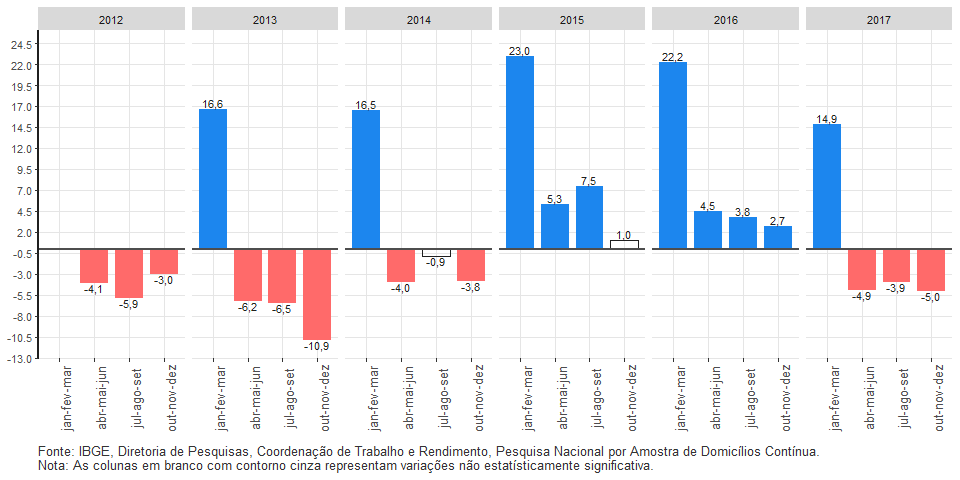 2012 2013 2014 2015 2016 2017
24.5
22.0
19.5
17.0
14.5
12.0
9.5
7.0
4.5
2.0
-0.5
-3.0
-5.5
-8.0
-10.5
-13.0
-4,1 -5,9 -3,0
16,6 -6,2 -6,5 -10,9
16,5 -4,0 -0,9 -3,8
23,0 5,3 7,5 1,0
22,2 4,5 3,8 2,7
14,9 -4,9 -3,9 -5,0
jan-fev-mar abr-mai-jun jul-ago-set out-nov-dez jan-fev-mar abr-mai-jun jul-ago-set out-nov-dez jan-fev-mar abr-mai-jun jul-ago-set out-nov-dez jan-fev-mar abr-mai-jun jul-ago-set out-nov-dez jan-fev-mar abr-mai-jun jul-ago-set out-nov-dez jan-fev-mar abr-mai-jun jul-ago-set out-nov-dez
Fonte: IBGE, Diretoria de Pesquisas, Coordenação de Trabalho e Rendimento, Pesquisa Nacional por Amostra de Domicílios Contínua.
Nota: As colunas em branco com contorno cinza representam variações não estatísticamente significativa.